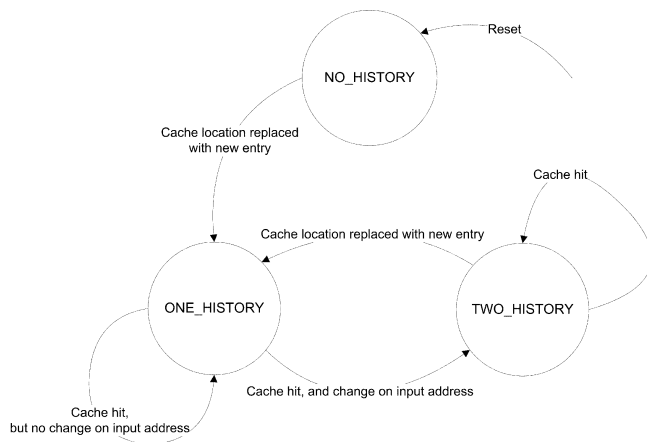 Reset
NO_HISTORY
Cache location replaced
with new entry
Cache hit
Cache location replaced with new entry
ONE_HISTORY
TWO_HISTORY
Cache hit, and change on input address
Cache hit,
but no change on input address